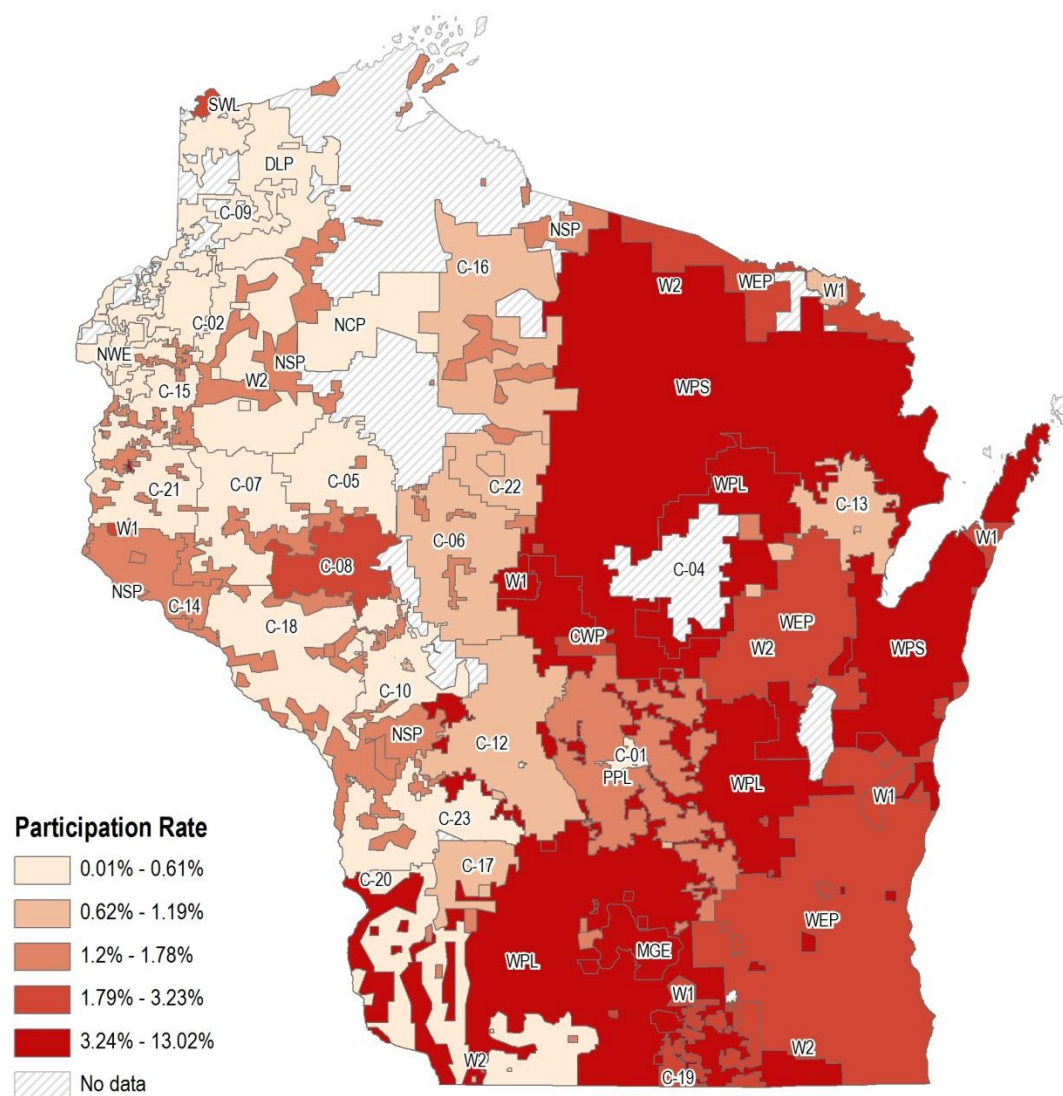 SWL
DLP
C-09
NSP
C-16
W2
WEP
W1
C-02
NCP
NWE
NSP
W2
C-15
WPS
C-21
C-07
C-05
C-22
WPL
C-13
W1
W1
C-06
C-08
C-04
W1
NSP
C-14
C-18
CWP
W2
WEP
WPS
C-10
NSP
C-12
C-01
PPL
WPL
W1
C-23
C-17
C-20
WEP
WPL
MGE
W1
W2
W2
C-19
Participation Rate
0.01% - 0.61%
0.62% - 1.19%
1.2% - 1.78%
1.79% - 3.23%
3.24% - 13.02%
No data